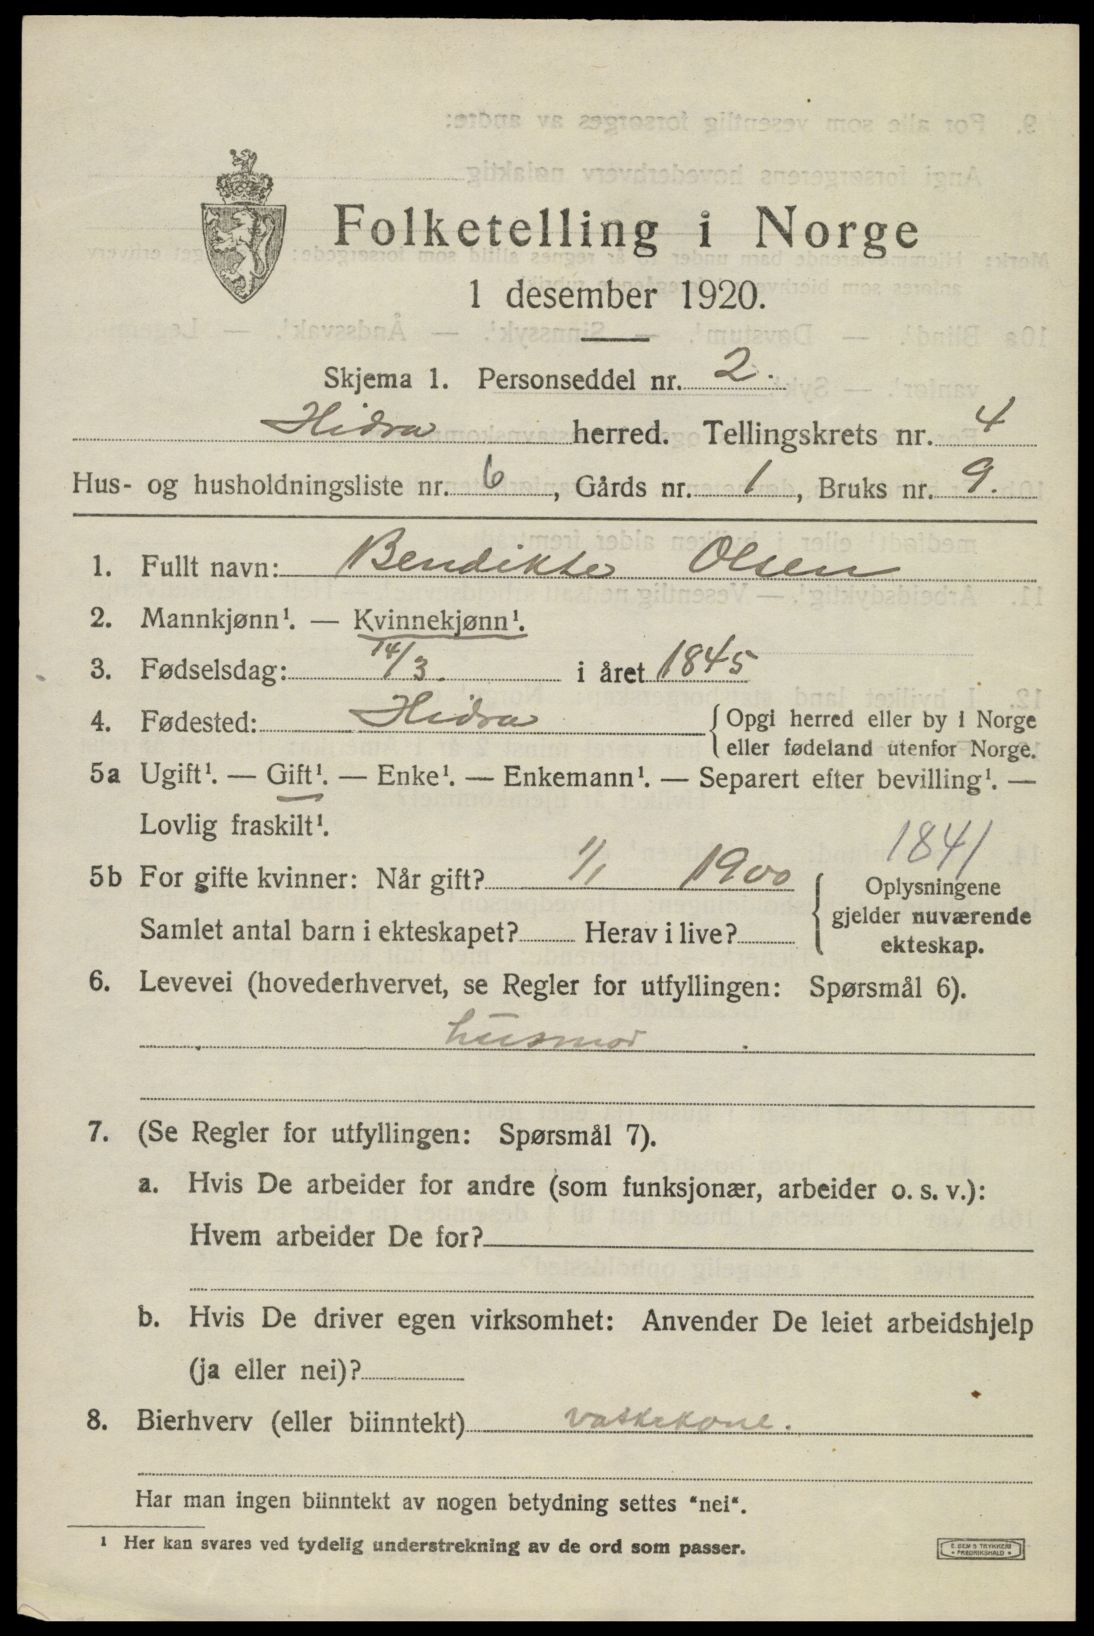 Folketelling i Norge
1 desember 1920.
Skjema 1. Personseddel nr. 2.
Hidra herred. Tellingskrets nr. 4
Hus- og husholdningsliste nr. 6, Gårds nr. 1, Bruks nr. 9.
1. Fullt navn: Bendikte Olsen
2. Mannkjønn¹. — Kvinnekjønn¹.
3. Fødselsdag: 14/3. i året 1845
4. Fødested: Hidra { Opgi herred eller by i Norge
eller fødeland utenfor Norge.
5a Ugift¹. — Gift¹. — Enke¹. — Enkemann¹. — Separert efter bevilling¹. —
Lovlig fraskilt¹.
1841
5b For gifte kvinner: Når gift? 1/1 1900 { Oplysningene
gjelder nuværende
Samlet antal barn i ekteskapet? Herav i live? ekteskap.
6. Levevei (hovederhvervet, se Regler for utfyllingen: Spørsmål 6).
husmor
7. (Se Regler for utfyllingen: Spørsmål 7).
a. Hvis De arbeider for andre (som funksjonær, arbeider o. s. v.):
Hvem arbeider De for?
b. Hvis De driver egen virksomhet: Anvender De leiet arbeidshjelp
(ja eller nei)?
8. Bierhverv (eller biinntekt) vaskekone.
Har man ingen biinntekt av nogen betydning settes "nei".
¹ Her kan svares ved tydelig understrekning av de ord som passer.
E. SEM'S TRYKKERI
• FREDRIKSHALD •